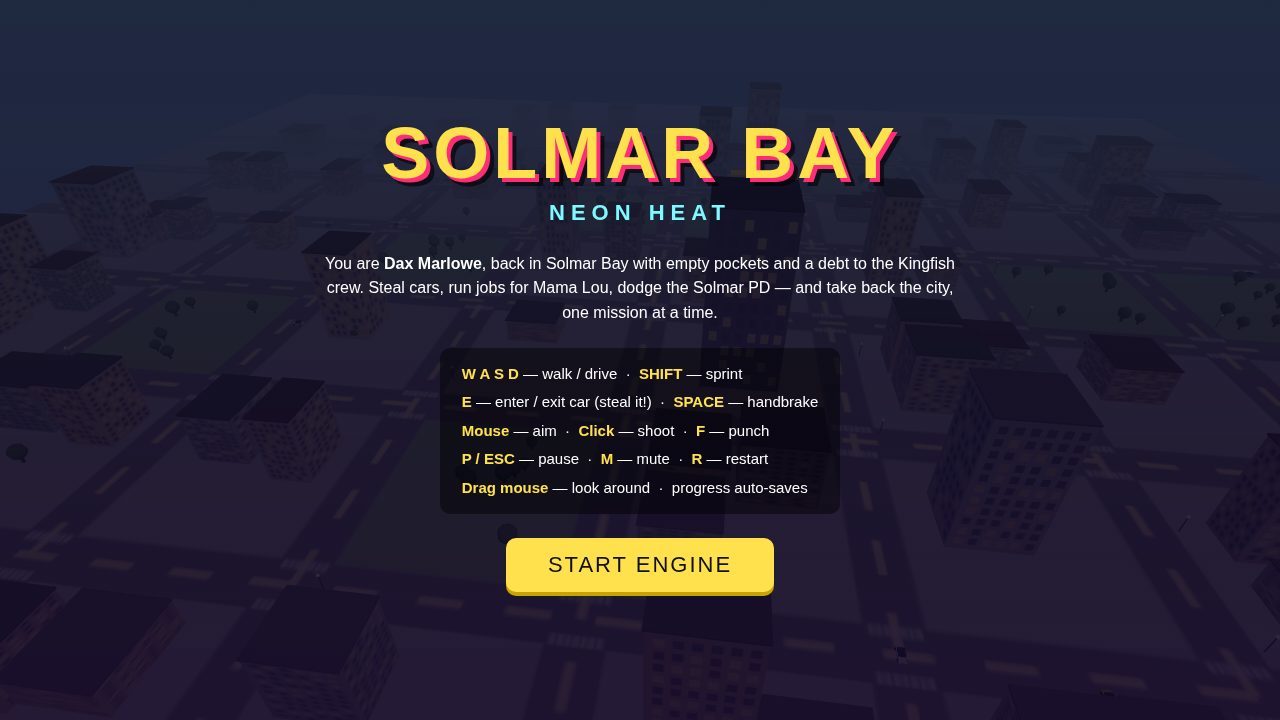 SOLMAR BAY
NEON HEAT
You are Dax Marlowe, back in Solmar Bay with empty pockets and a debt to the Kingfish
crew. Steal cars, run jobs for Mama Lou, dodge the Solmar PD — and take back the city,
one mission at a time.
W A S D — walk / drive · SHIFT — sprint
E — enter / exit car (steal it!) · SPACE — handbrake
Mouse — aim · Click — shoot · F — punch
P / ESC — pause · M — mute · R — restart
Drag mouse — look around · progress auto-saves
START ENGINE